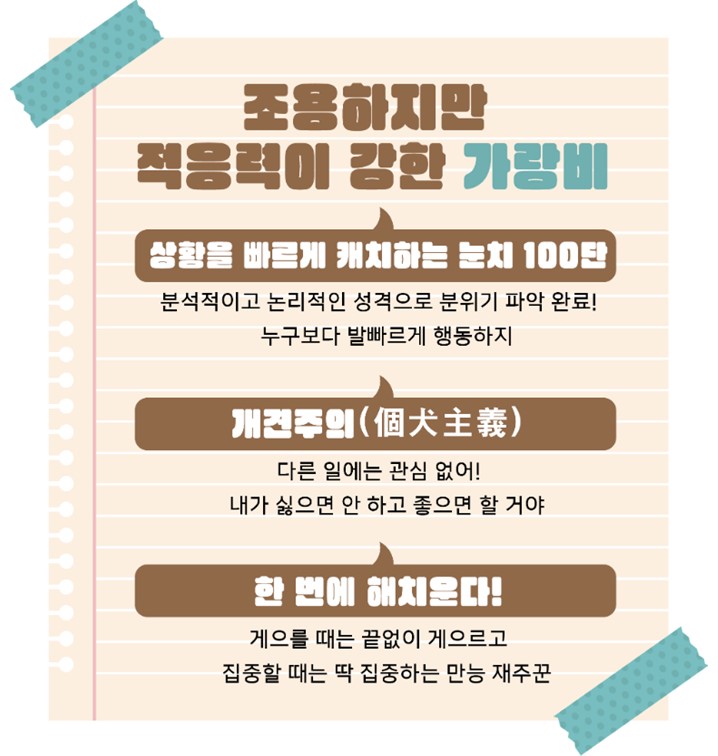 조용하지만
적응력이 강한 가랑비
상황을 빠르게 캐치하는 눈치 100단
분석적이고 논리적인 성격으로 분위기 파악 완료!
누구보다 발빠르게 행동하지
개견주의(個犬主義)
다른 일에는 관심 없어!
내가 싫으면 안 하고 좋으면 할 거야
한 번에 해치운다!
게으를 때는 끝없이 게으르고
집중할 때는 딱 집중하는 만능 재주꾼